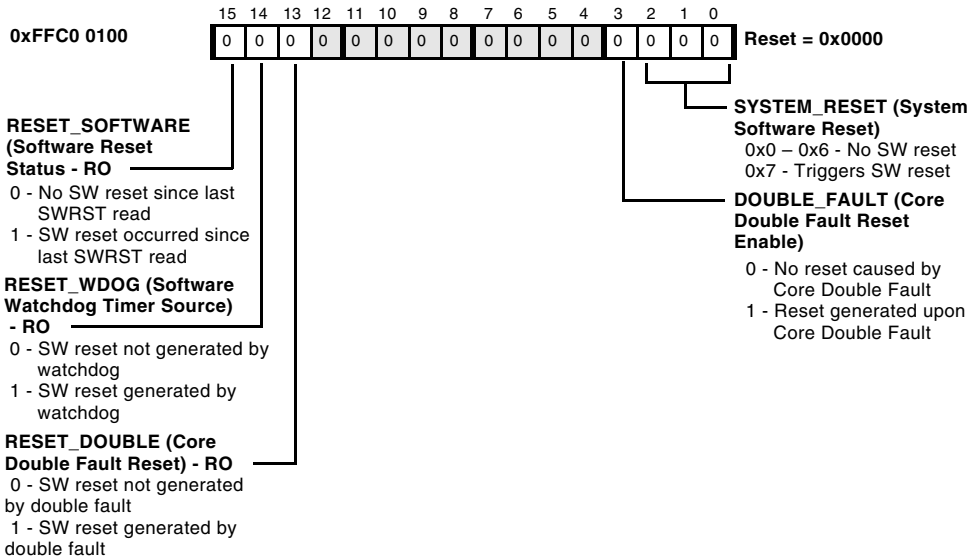 15 14 13 12 11 10 9 8 7 6 5 4 3 2 1 0
0xFFC0 0100
0 0 0 0 0 0 0 0 0 0 0 0 0 0 0 0
Reset = 0x0000
RESET_SOFTWARE
(Software Reset
Status - RO
0 - No SW reset since last
SWRST read
1 - SW reset occurred since
last SWRST read
RESET_WDOG (Software
Watchdog Timer Source)
- RO
0 - SW reset not generated by
watchdog
1 - SW reset generated by
watchdog
RESET_DOUBLE (Core
Double Fault Reset) - RO
0 - SW reset not generated
by double fault
1 - SW reset generated by
double fault
SYSTEM_RESET (System
Software Reset)
0x0 – 0x6 - No SW reset
0x7 - Triggers SW reset
DOUBLE_FAULT (Core
Double Fault Reset
Enable)
0 - No reset caused by
Core Double Fault
1 - Reset generated upon
Core Double Fault